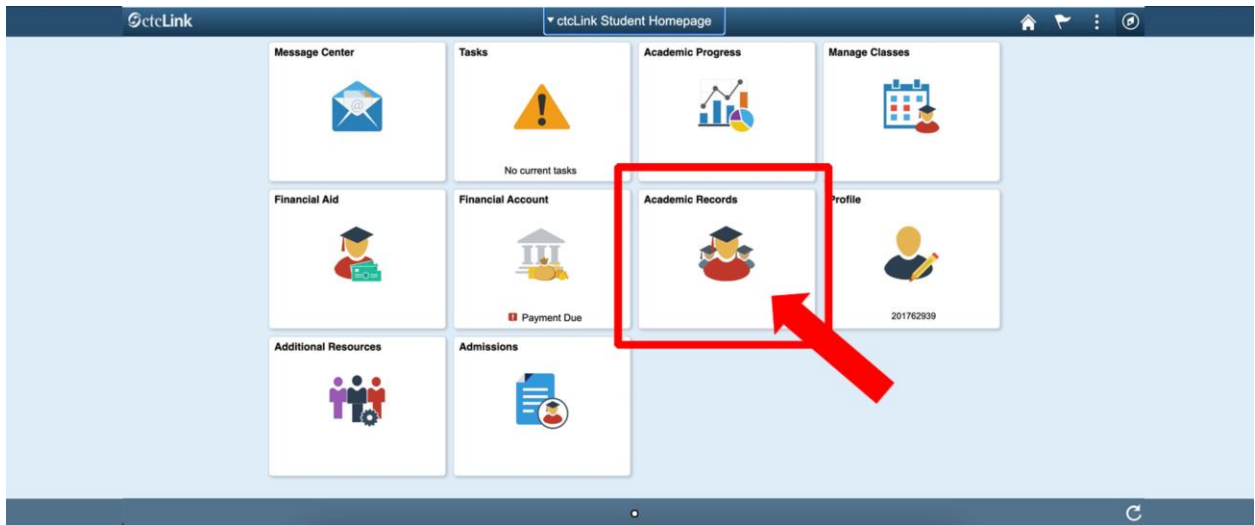 ctcLink
ctcLink Student Homepage
Message Center
Tasks
Academic Progress
Manage Classes
No current tasks
Financial Aid
Financial Account
Academic Records
Profile
Payment Due
201762939
Additional Resources
Admissions